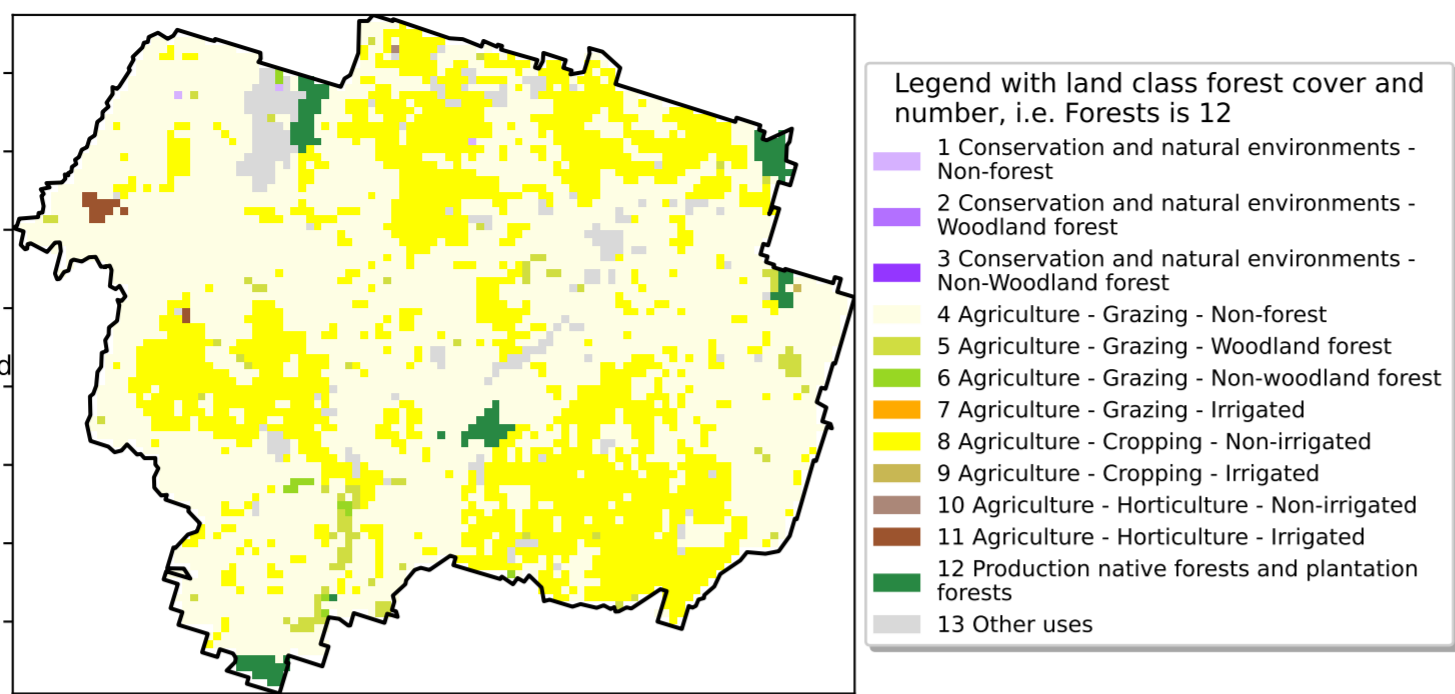 d
Legend with land class forest cover and
number, i.e. Forests is 12
1 Conservation and natural environments -
Non-forest
2 Conservation and natural environments -
Woodland forest
3 Conservation and natural environments -
Non-Woodland forest
4 Agriculture - Grazing - Non-forest
5 Agriculture - Grazing - Woodland forest
6 Agriculture - Grazing - Non-woodland forest
7 Agriculture - Grazing - Irrigated
8 Agriculture - Cropping - Non-irrigated
9 Agriculture - Cropping - Irrigated
10 Agriculture - Horticulture - Non-irrigated
11 Agriculture - Horticulture - Irrigated
12 Production native forests and plantation
forests
13 Other uses